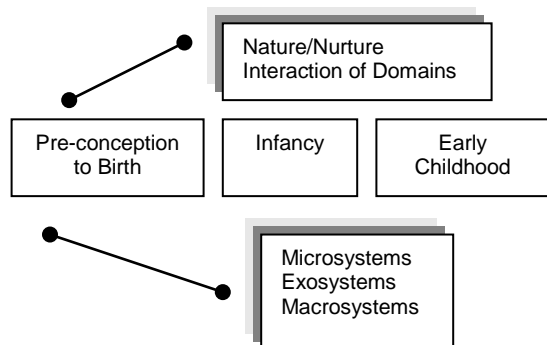 Nature/Nurture
Interaction of Domains
Pre-conception
to Birth
Infancy
Early
Childhood
Microsystems
Exosystems
Macrosystems